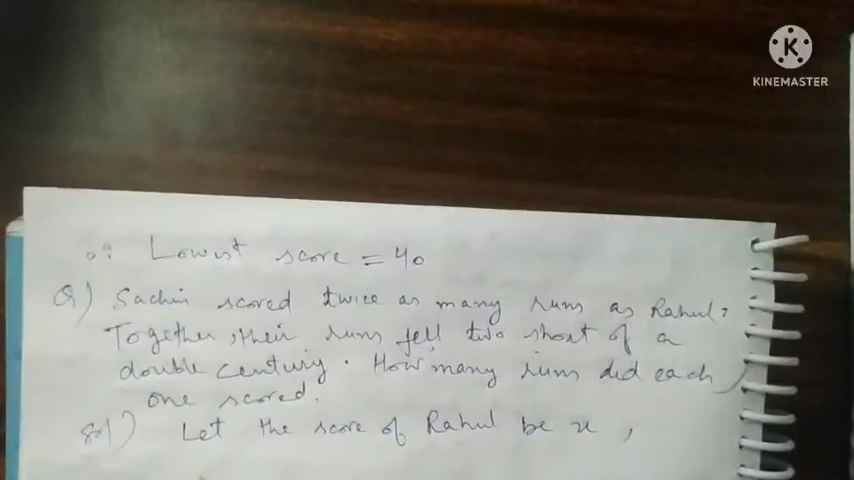 K
KINEMASTER
∴ Lowest score = 40
Q) Sachin scored twice as many runs as Rahul.
Together, their runs fell two short of a
double century. How many runs did each
one scored.
Sol) Let the score of Rahul be x,